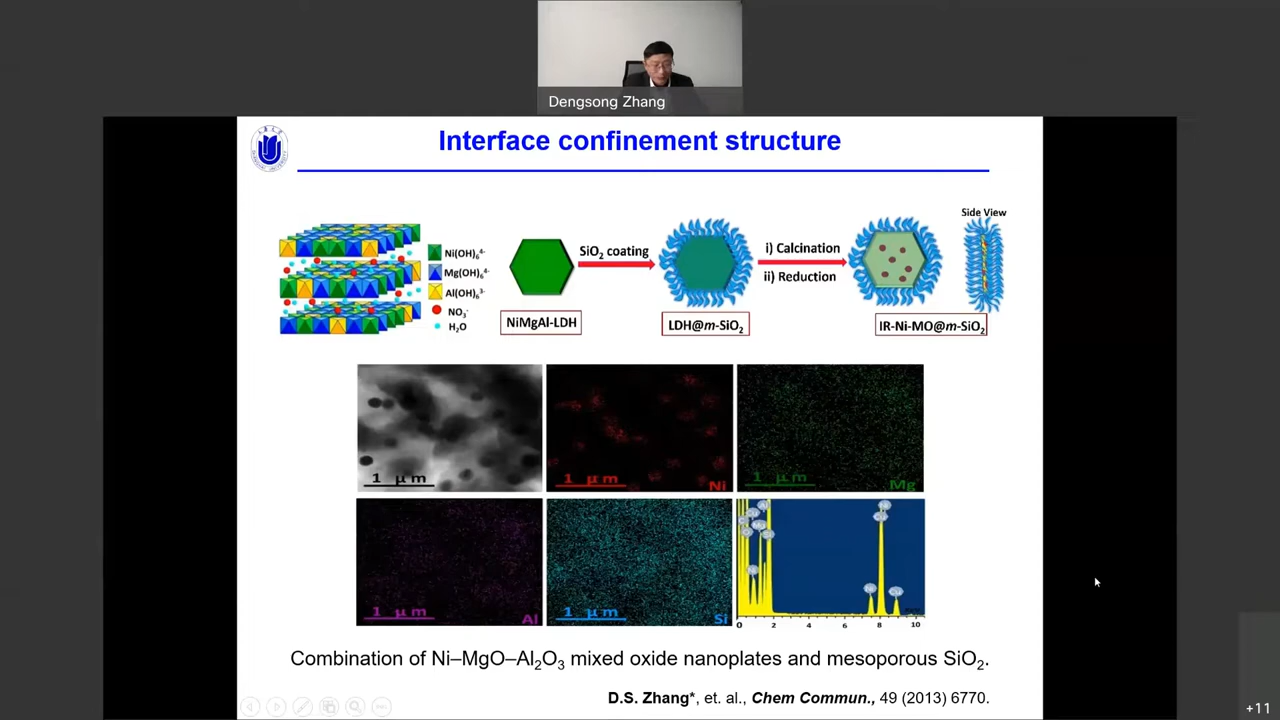 Dengsong Zhang
Interface confinement structure
Side View
Ni(OH)₆⁴⁻
Mg(OH)₆⁴⁻
Al(OH)₆³⁻
NO₃⁻
H₂O
SiO₂ coating
i) Calcination
ii) Reduction
NiMgAl-LDH
LDH@m-SiO₂
IR-Ni-MO@m-SiO₂
1 μm
1 μm Ni
1 μm Mg
1 μm Al
1 μm Si
0 2 4 6 8 10
Combination of Ni–MgO–Al₂O₃ mixed oxide nanoplates and mesoporous SiO₂.
D.S. Zhang*, et. al., Chem Commun., 49 (2013) 6770.
+11